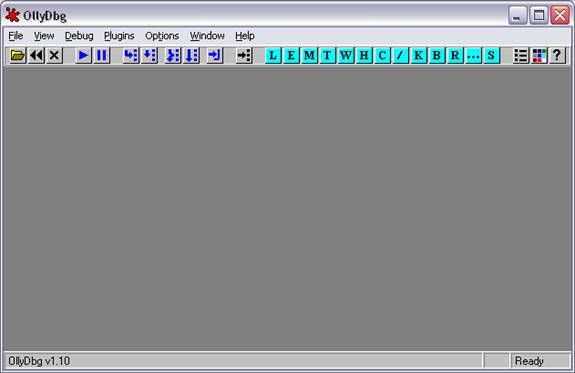 OllyDbg
File View Debug Plugins Options Window Help
L E M T W H C / K B R ... S ?
OllyDbg v1.10 Ready